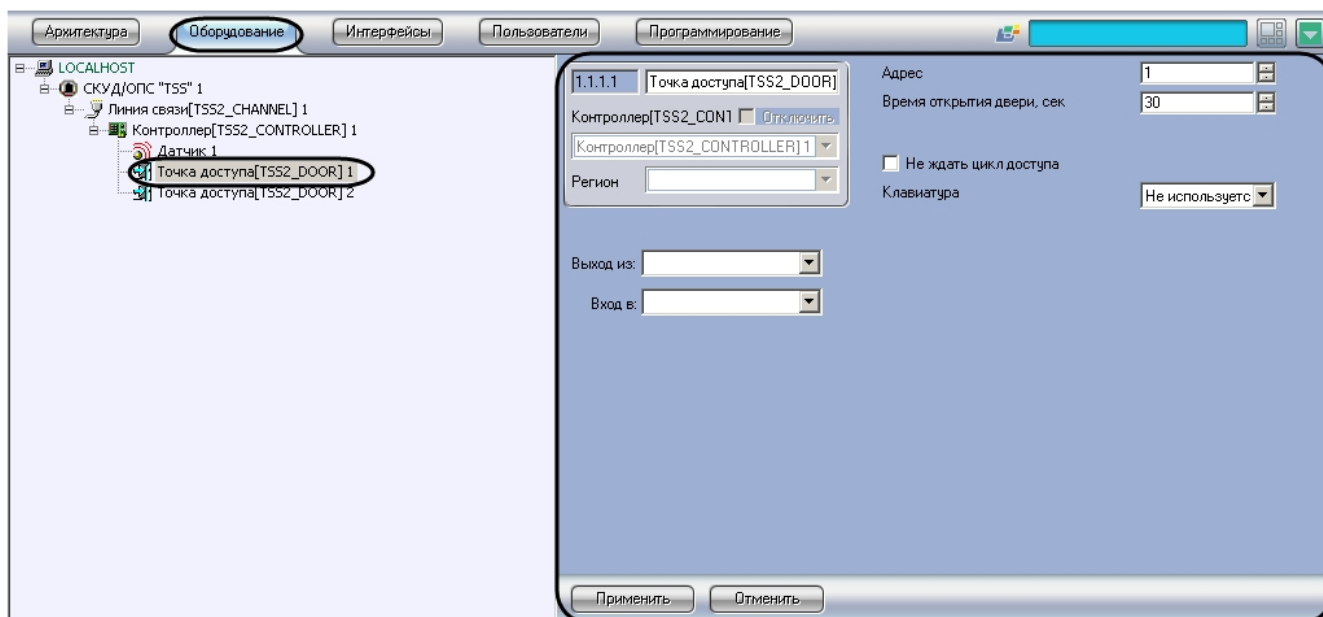 Архитектура Оборудование Интерфейсы Пользователи Программирование
LOCALHOST
СКУД/ОПС "TSS" 1
Линия связи[TSS2_CHANNEL] 1
Контроллер[TSS2_CONTROLLER] 1
Датчик 1
Точка доступа[TSS2_DOOR] 1
Точка доступа[TSS2_DOOR] 2
1.1.1.1 Точка доступа[TSS2_DOOR]
Контроллер[TSS2_CON1 Отключить
Контроллер[TSS2_CONTROLLER] 1
Регион
Выход из:
Вход в:
Адрес 1
Время открытия двери, сек 30
Не ждать цикл доступа
Клавиатура Не используетс
Применить Отменить